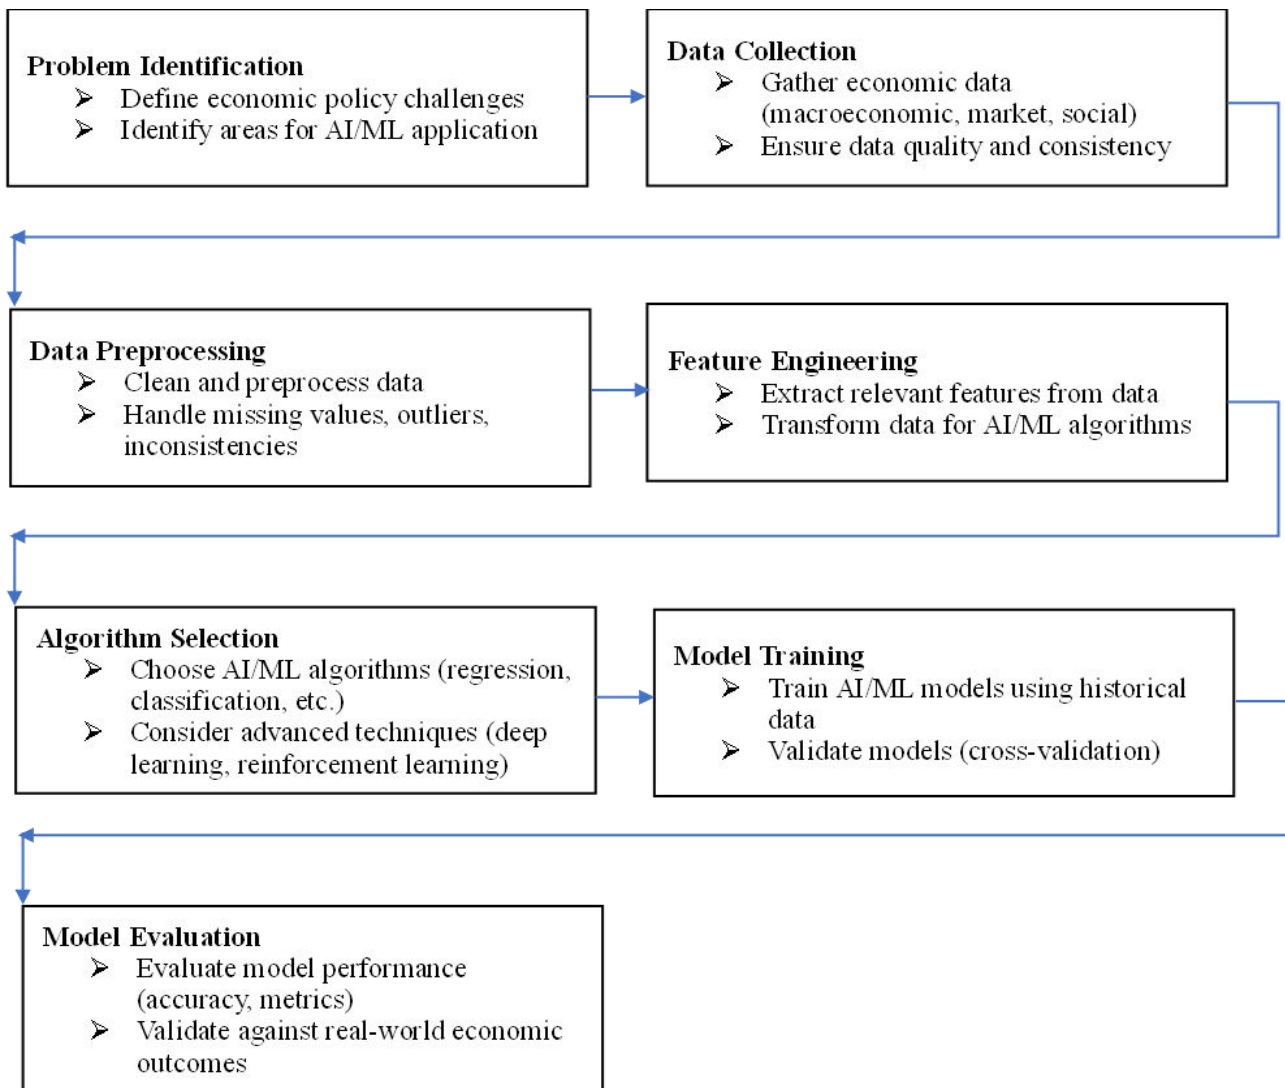 Problem Identification
➢ Define economic policy challenges
➢ Identify areas for AI/ML application
Data Collection
➢ Gather economic data
(macroeconomic, market, social)
➢ Ensure data quality and consistency
Data Preprocessing
➢ Clean and preprocess data
➢ Handle missing values, outliers,
inconsistencies
Feature Engineering
➢ Extract relevant features from data
➢ Transform data for AI/ML algorithms
Algorithm Selection
➢ Choose AI/ML algorithms (regression,
classification, etc.)
➢ Consider advanced techniques (deep
learning, reinforcement learning)
Model Training
➢ Train AI/ML models using historical
data
➢ Validate models (cross-validation)
Model Evaluation
➢ Evaluate model performance
(accuracy, metrics)
➢ Validate against real-world economic
outcomes